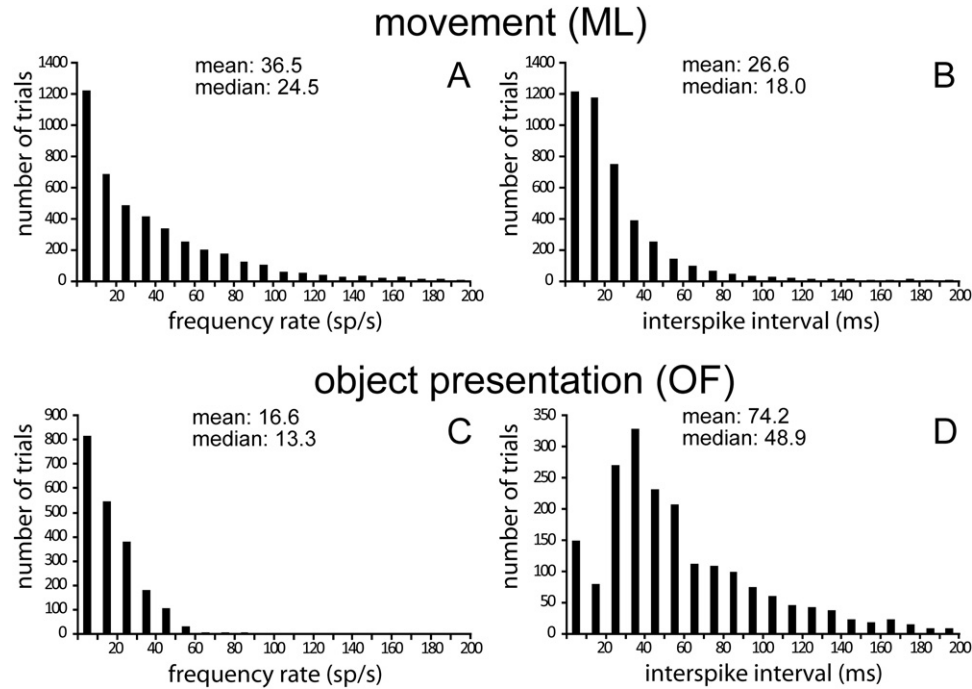 movement (ML)
mean: 36.5
median: 24.5
A
number of trials
1400
1200
1000
800
600
400
200
0
20 40 60 80 100 120 140 160 180 200
frequency rate (sp/s)
mean: 26.6
median: 18.0
B
number of trials
1400
1200
1000
800
600
400
200
0
20 40 60 80 100 120 140 160 180 200
interspike interval (ms)
object presentation (OF)
mean: 16.6
median: 13.3
C
number of trials
900
800
700
600
500
400
300
200
100
0
20 40 60 80 100 120 140 160 180 200
frequency rate (sp/s)
mean: 74.2
median: 48.9
D
number of trials
350
300
250
200
150
100
50
0
20 40 60 80 100 120 140 160 180 200
interspike interval (ms)